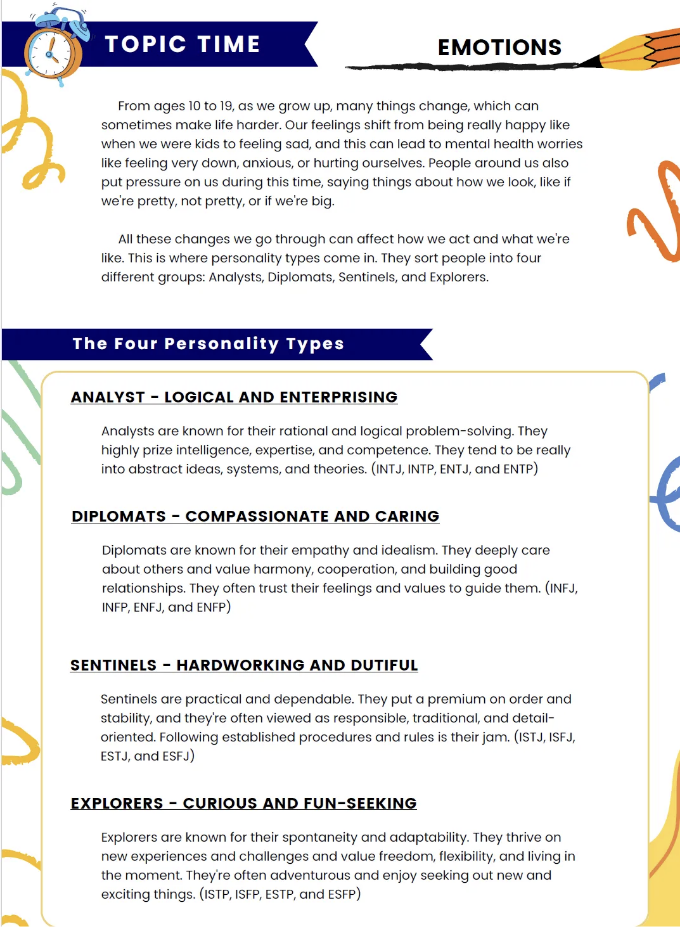 TOPIC TIME
EMOTIONS
From ages 10 to 19, as we grow up, many things change, which can
sometimes make life harder. Our feelings shift from being really happy like
when we were kids to feeling sad, and this can lead to mental health worries
like feeling very down, anxious, or hurting ourselves. People around us also
put pressure on us during this time, saying things about how we look, like if
we're pretty, not pretty, or if we're big.
All these changes we go through can affect how we act and what we're
like. This is where personality types come in. They sort people into four
different groups: Analysts, Diplomats, Sentinels, and Explorers.
The Four Personality Types
ANALYST - LOGICAL AND ENTERPRISING
Analysts are known for their rational and logical problem-solving. They
highly prize intelligence, expertise, and competence. They tend to be really
into abstract ideas, systems, and theories. (INTJ, INTP, ENTJ, and ENTP)
DIPLOMATS - COMPASSIONATE AND CARING
Diplomats are known for their empathy and idealism. They deeply care
about others and value harmony, cooperation, and building good
relationships. They often trust their feelings and values to guide them. (INFJ,
INFP, ENFJ, and ENFP)
SENTINELS - HARDWORKING AND DUTIFUL
Sentinels are practical and dependable. They put a premium on order and
stability, and they're often viewed as responsible, traditional, and detail-
oriented. Following established procedures and rules is their jam. (ISTJ, ISFJ,
ESTJ, and ESFJ)
EXPLORERS - CURIOUS AND FUN-SEEKING
Explorers are known for their spontaneity and adaptability. They thrive on
new experiences and challenges and value freedom, flexibility, and living in
the moment. They're often adventurous and enjoy seeking out new and
exciting things. (ISTP, ISFP, ESTP, and ESFP)